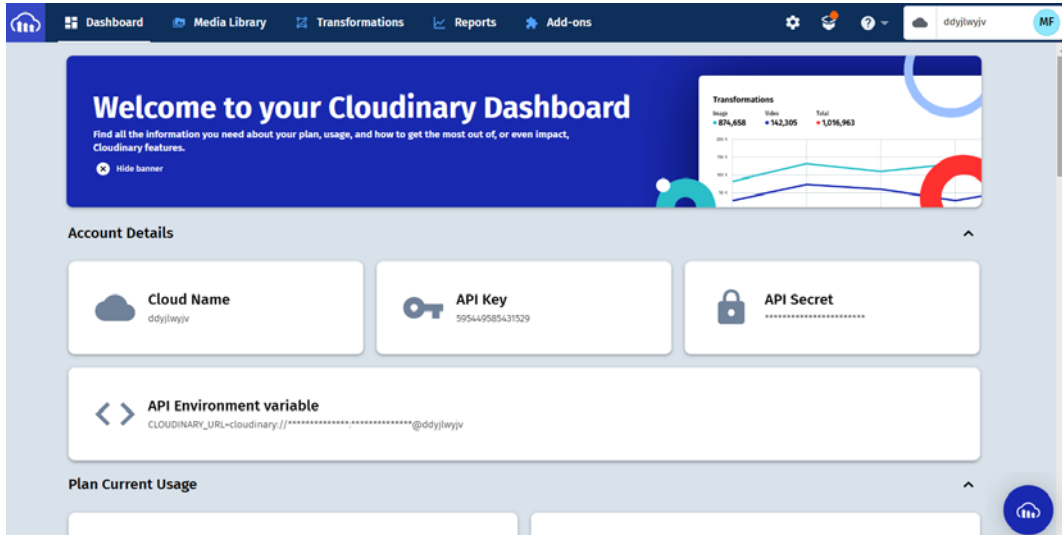 Dashboard
Media Library
Transformations
Reports
Add-ons
ddyjlwyjv
MF
Welcome to your Cloudinary Dashboard
Find all the information you need about your plan, usage, and how to get the most out of, or even impact,
Cloudinary features.
Hide banner
Transformations
Image
Video
Total
874,658
142,305
1,016,963
Account Details
Cloud Name
ddyjlwyjv
API Key
595449585431529
API Secret
***********************
API Environment variable
CLOUDINARY_URL=cloudinary://***************:***************@ddyjlwyjv
Plan Current Usage